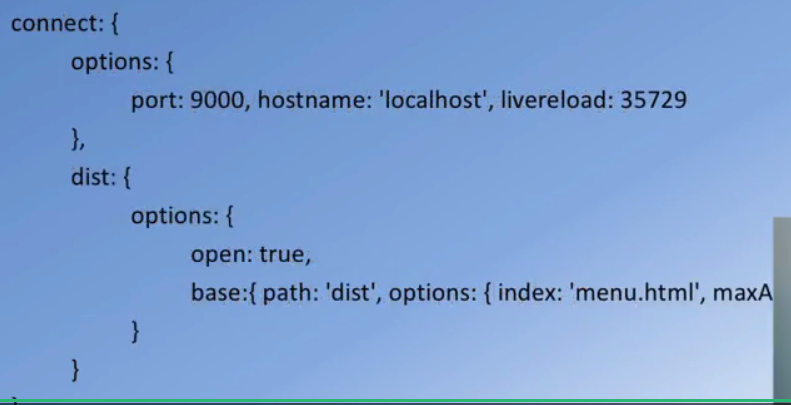 connect: {
options: {
port: 9000, hostname: 'localhost', livereload: 35729
},
dist: {
options: {
open: true,
base:{ path: 'dist', options: { index: 'menu.html', maxA
}
}